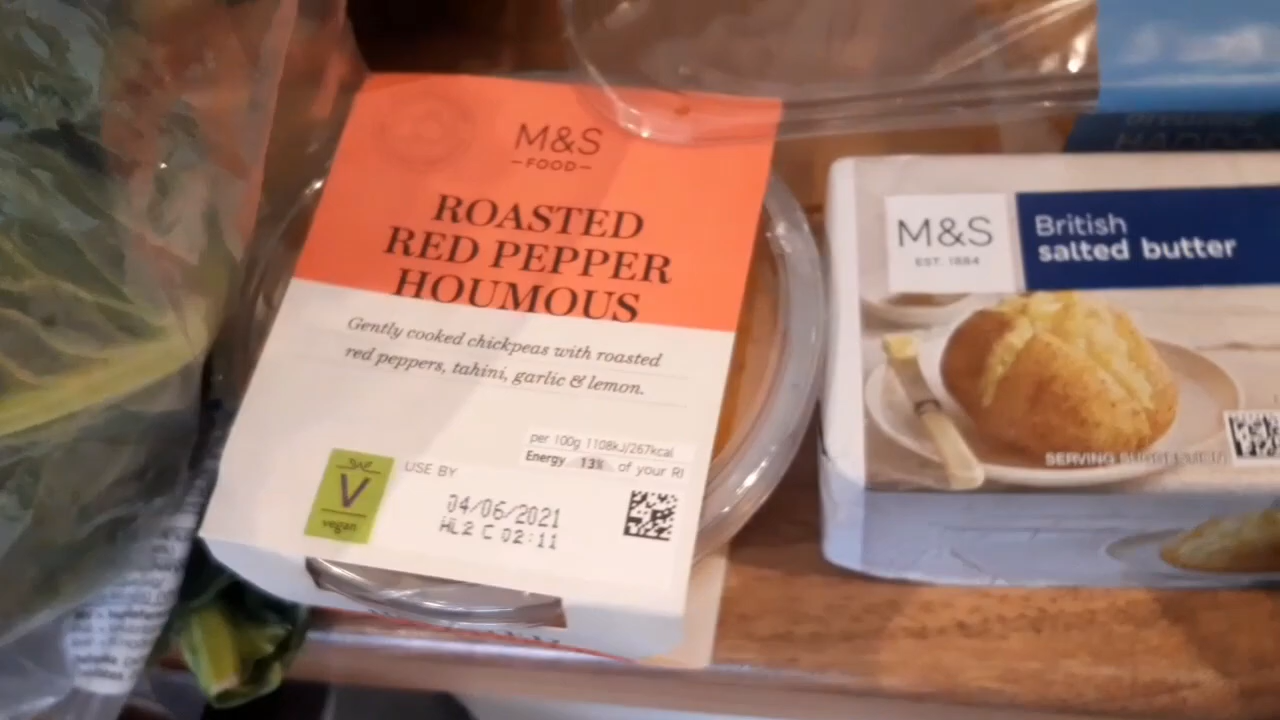 M&S
FOOD
ROASTED
RED PEPPER
HOUMOUS
Gently cooked chickpeas with roasted
red peppers, tahini, garlic & lemon.
per 100g 1108kJ/267kcal
Energy 13% of your RI
USE BY
04/06/2021
HL2 C 02:11
V
vegan
M&S
EST. 1884
British
salted butter
SERVING SUGGESTION